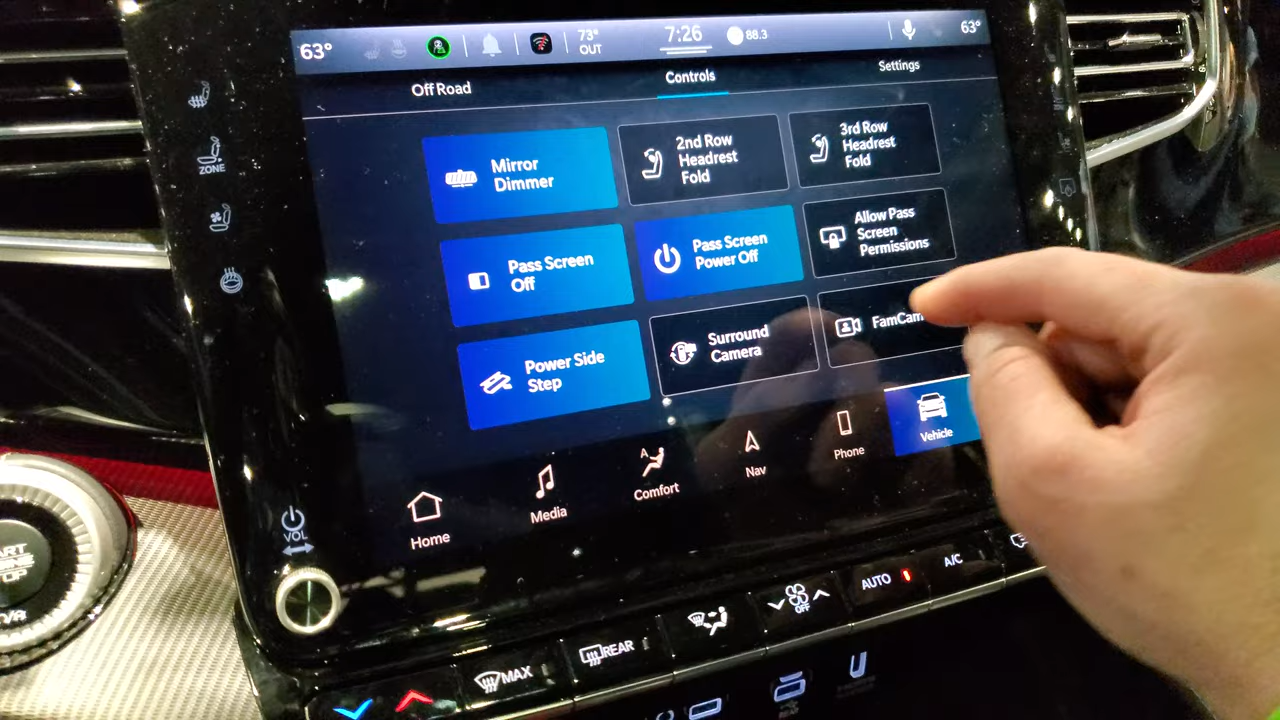 63°
73°
OUT
7:26
88.3
63°
Off Road
Controls
Settings
Mirror
Dimmer
2nd Row
Headrest
Fold
3rd Row
Headrest
Fold
Pass Screen
Off
Pass Screen
Power Off
Allow Pass
Screen
Permissions
Power Side
Step
Surround
Camera
FamCam
Home
Media
Comfort
Nav
Phone
Vehicle
ZONE
VOL
MAX
REAR
OFF
AUTO
A/C